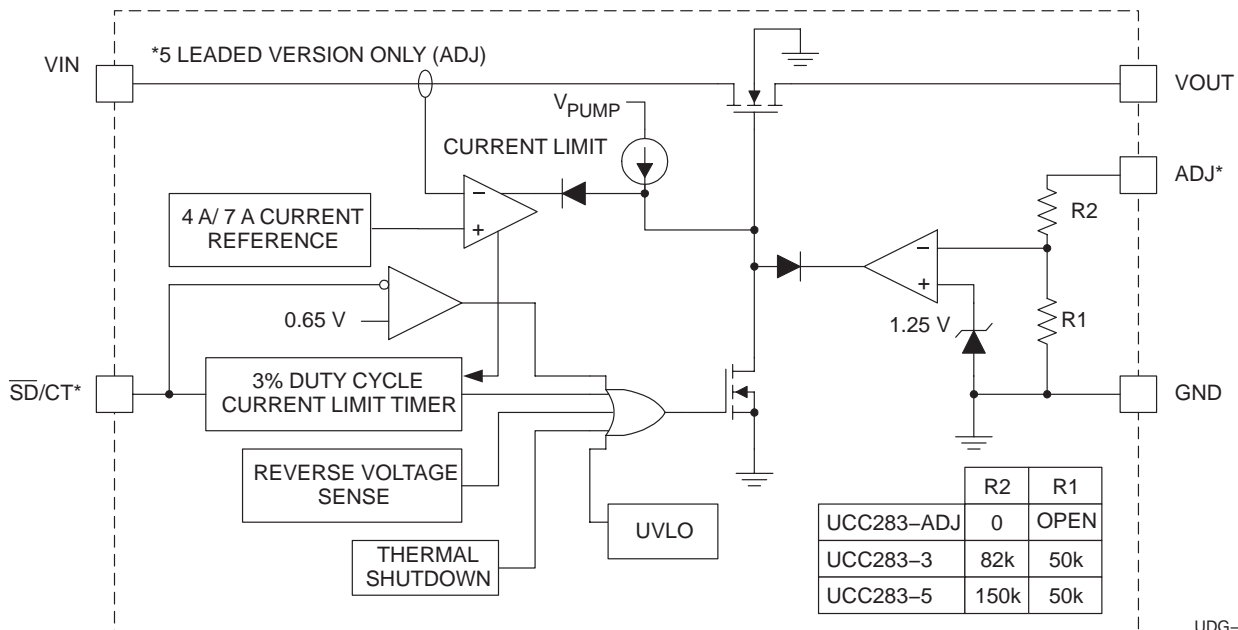 *5 LEADED VERSION ONLY (ADJ)
VIN
VOUT
VPUMP
CURRENT LIMIT
ADJ*
R2
−
+
4 A/ 7 A CURRENT
REFERENCE
−
+
0.65 V
1.25 V
R1
SD/CT*
3% DUTY CYCLE
CURRENT LIMIT TIMER
GND
REVERSE VOLTAGE
SENSE
UVLO
THERMAL
SHUTDOWN
R2 R1
UCC283−ADJ 0 OPEN
UCC283−3 82k 50k
UCC283−5 150k 50k
UDG−